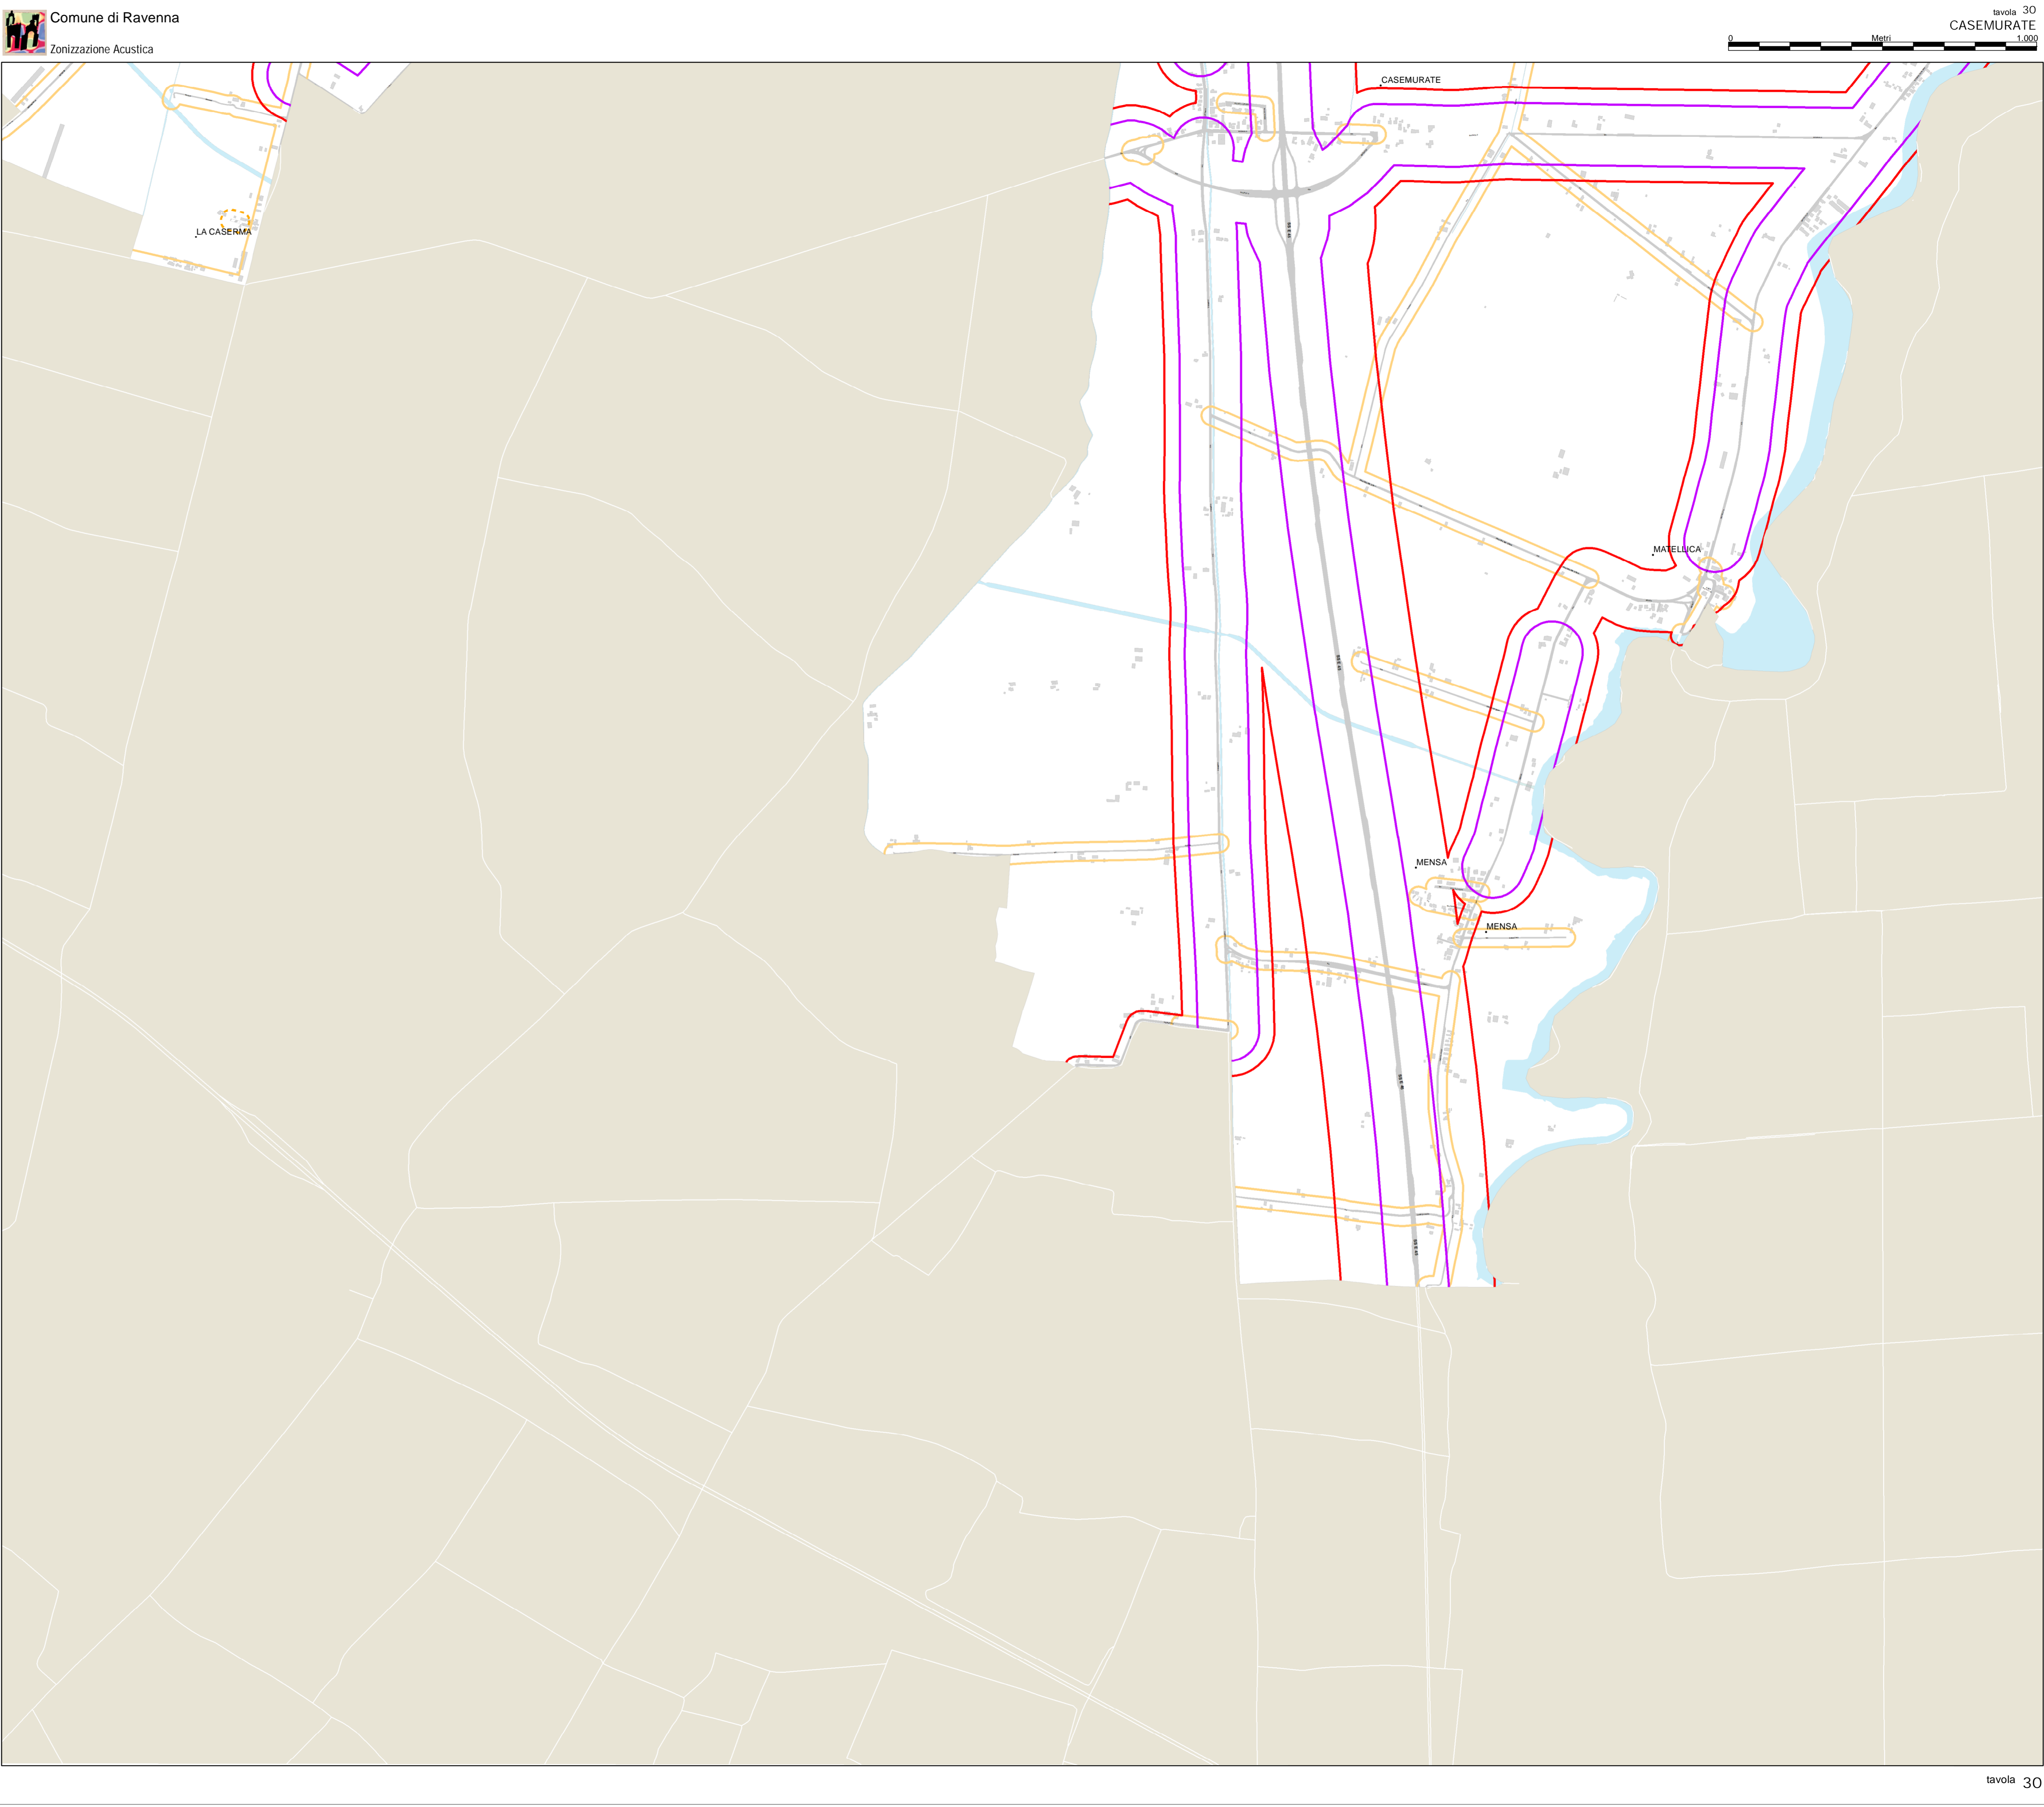 Comune di Ravenna
Zonizzazione Acustica
tavola 30
CASEMURATE
0 Metri 1.000
CASEMURATE
LA CASERMA
MATELLICA
MENSA
MENSA
tavola 30